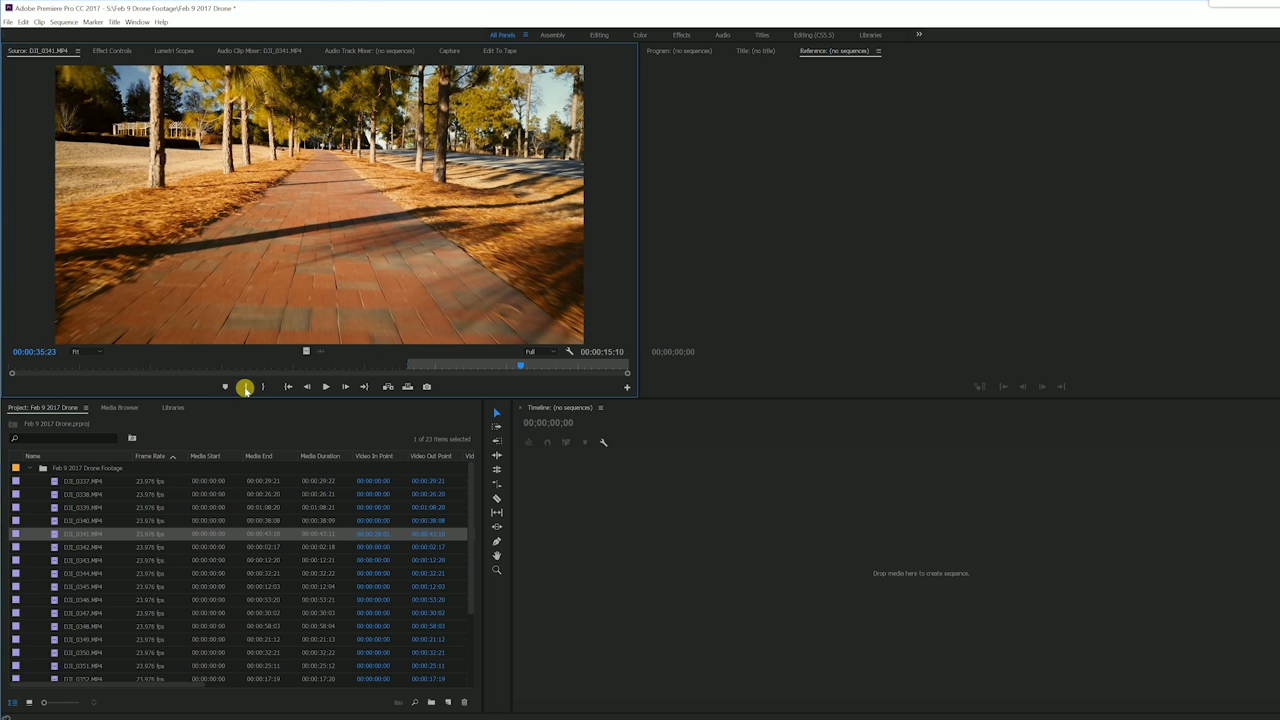 Adobe Premiere Pro CC 2017 - S:\Feb 9 Drone Footage\Feb 9 2017 Drone *
File Edit Clip Sequence Marker Title Window Help
All Panels Assembly Editing Color Effects Audio Titles Editing (CS5.5) Libraries
Source: DJI_0341.MP4 Effect Controls Lumetri Scopes Audio Clip Mixer: DJI_0341.MP4 Audio Track Mixer: (no sequences) Capture Edit To Tape
Program: (no sequences) Title: (no title) Reference: (no sequences)
00:00:35:23 Fit Full 00:00:15:10
00;00;00;00
Project: Feb 9 2017 Drone Media Browser Libraries
Timeline: (no sequences)
Feb 9 2017 Drone.prproj
00;00;00;00
1 of 23 items selected
Name Frame Rate Media Start Media End Media Duration Video In Point Video Out Point Vid
Feb 9 2017 Drone Footage
DJI_0337.MP4 23.976 fps 00:00:00:00 00:00:29:21 00:00:29:22 00:00:00:00 00:00:29:21
DJI_0338.MP4 23.976 fps 00:00:00:00 00:00:26:20 00:00:26:21 00:00:00:00 00:00:26:20
DJI_0339.MP4 23.976 fps 00:00:00:00 00:01:08:20 00:01:08:21 00:00:00:00 00:01:08:20
DJI_0340.MP4 23.976 fps 00:00:00:00 00:00:38:08 00:00:38:09 00:00:00:00 00:00:38:08
DJI_0341.MP4 23.976 fps 00:00:00:00 00:00:43:10 00:00:43:11 00:00:28:01 00:00:43:10
DJI_0342.MP4 23.976 fps 00:00:00:00 00:00:02:17 00:00:02:18 00:00:00:00 00:00:02:17
DJI_0343.MP4 23.976 fps 00:00:00:00 00:00:12:20 00:00:12:21 00:00:00:00 00:00:12:20
DJI_0344.MP4 23.976 fps 00:00:00:00 00:00:32:21 00:00:32:22 00:00:00:00 00:00:32:21
Drop media here to create sequence.
DJI_0345.MP4 23.976 fps 00:00:00:00 00:00:12:03 00:00:12:04 00:00:00:00 00:00:12:03
DJI_0346.MP4 23.976 fps 00:00:00:00 00:00:53:20 00:00:53:21 00:00:00:00 00:00:53:20
DJI_0347.MP4 23.976 fps 00:00:00:00 00:00:30:02 00:00:30:03 00:00:00:00 00:00:30:02
DJI_0348.MP4 23.976 fps 00:00:00:00 00:00:58:03 00:00:58:04 00:00:00:00 00:00:58:03
DJI_0349.MP4 23.976 fps 00:00:00:00 00:00:21:12 00:00:21:13 00:00:00:00 00:00:21:12
DJI_0350.MP4 23.976 fps 00:00:00:00 00:00:32:21 00:00:32:22 00:00:00:00 00:00:32:21
DJI_0351.MP4 23.976 fps 00:00:00:00 00:00:25:11 00:00:25:12 00:00:00:00 00:00:25:11
DJI_0352.MP4 23.976 fps 00:00:00:00 00:00:17:19 00:00:17:20 00:00:00:00 00:00:17:19